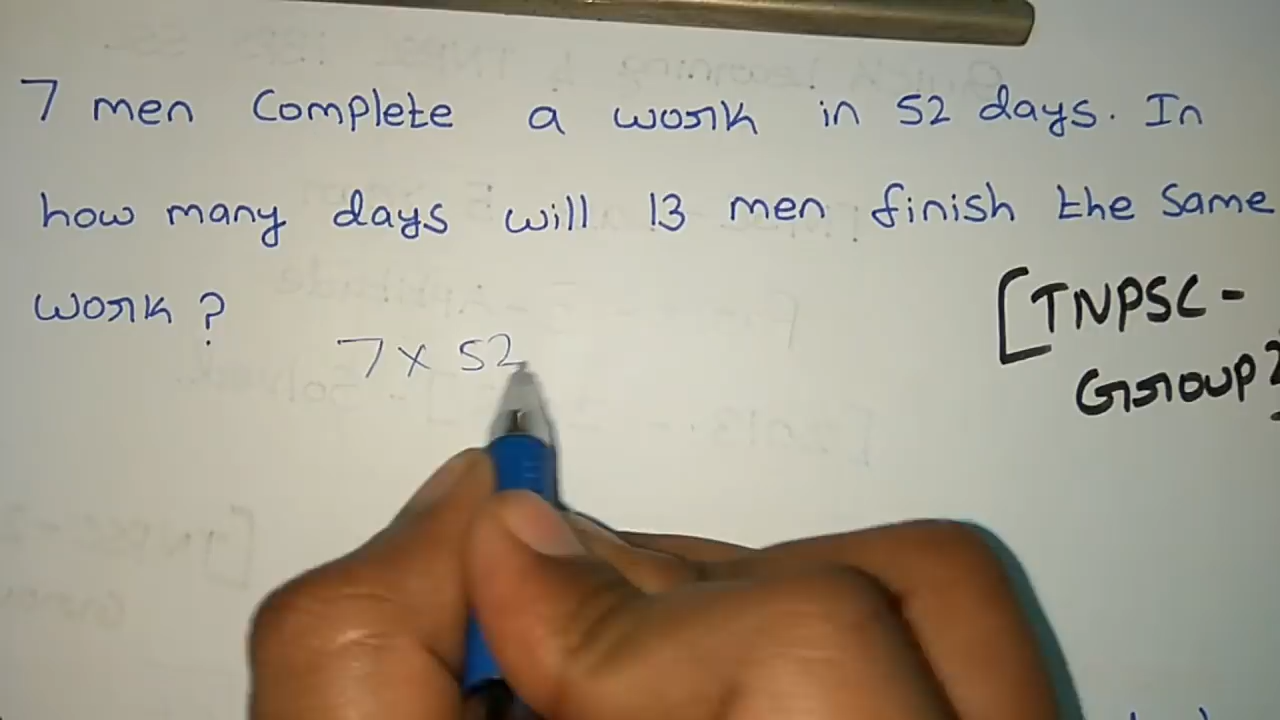 7 men complete a work in 52 days. In
how many days will 13 men finish the same
work?
7 x 52
[TNPSC -
Group